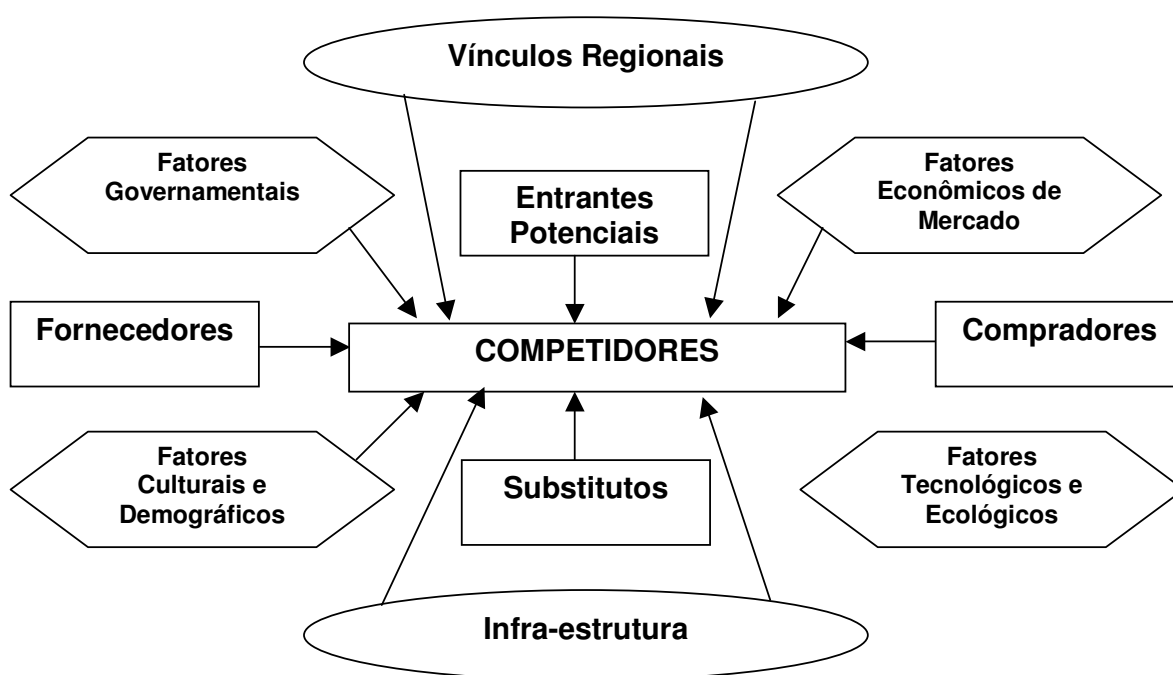 Vínculos Regionais
Fatores
Governamentais
Entrantes
Potenciais
Fatores
Econômicos de
Mercado
Fornecedores
COMPETIDORES
Compradores
Fatores
Culturais e
Demográficos
Substitutos
Fatores
Tecnológicos e
Ecológicos
Infra-estrutura